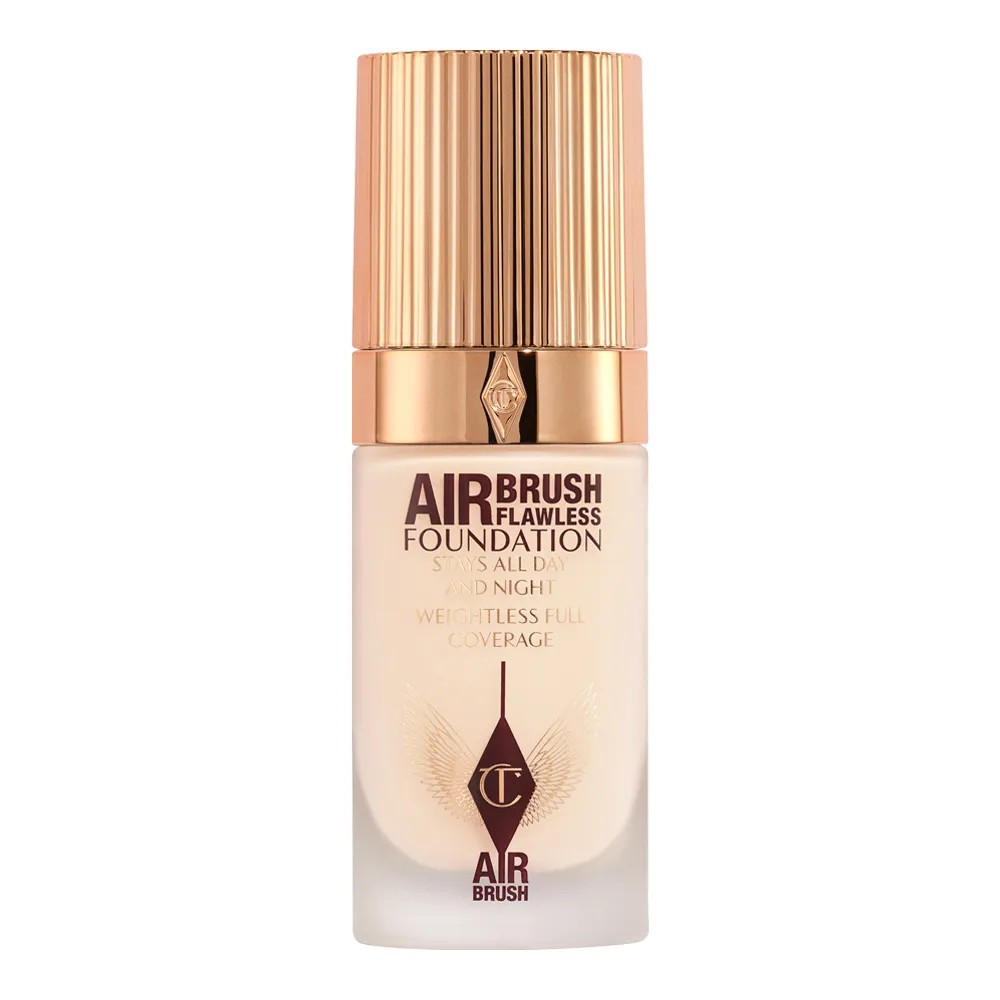 AIRBRUSH
FLAWLESS
FOUNDATION
STAYS ALL DAY
AND NIGHT
WEIGHTLESS FULL
COVERAGE
CT
AIR
BRUSH